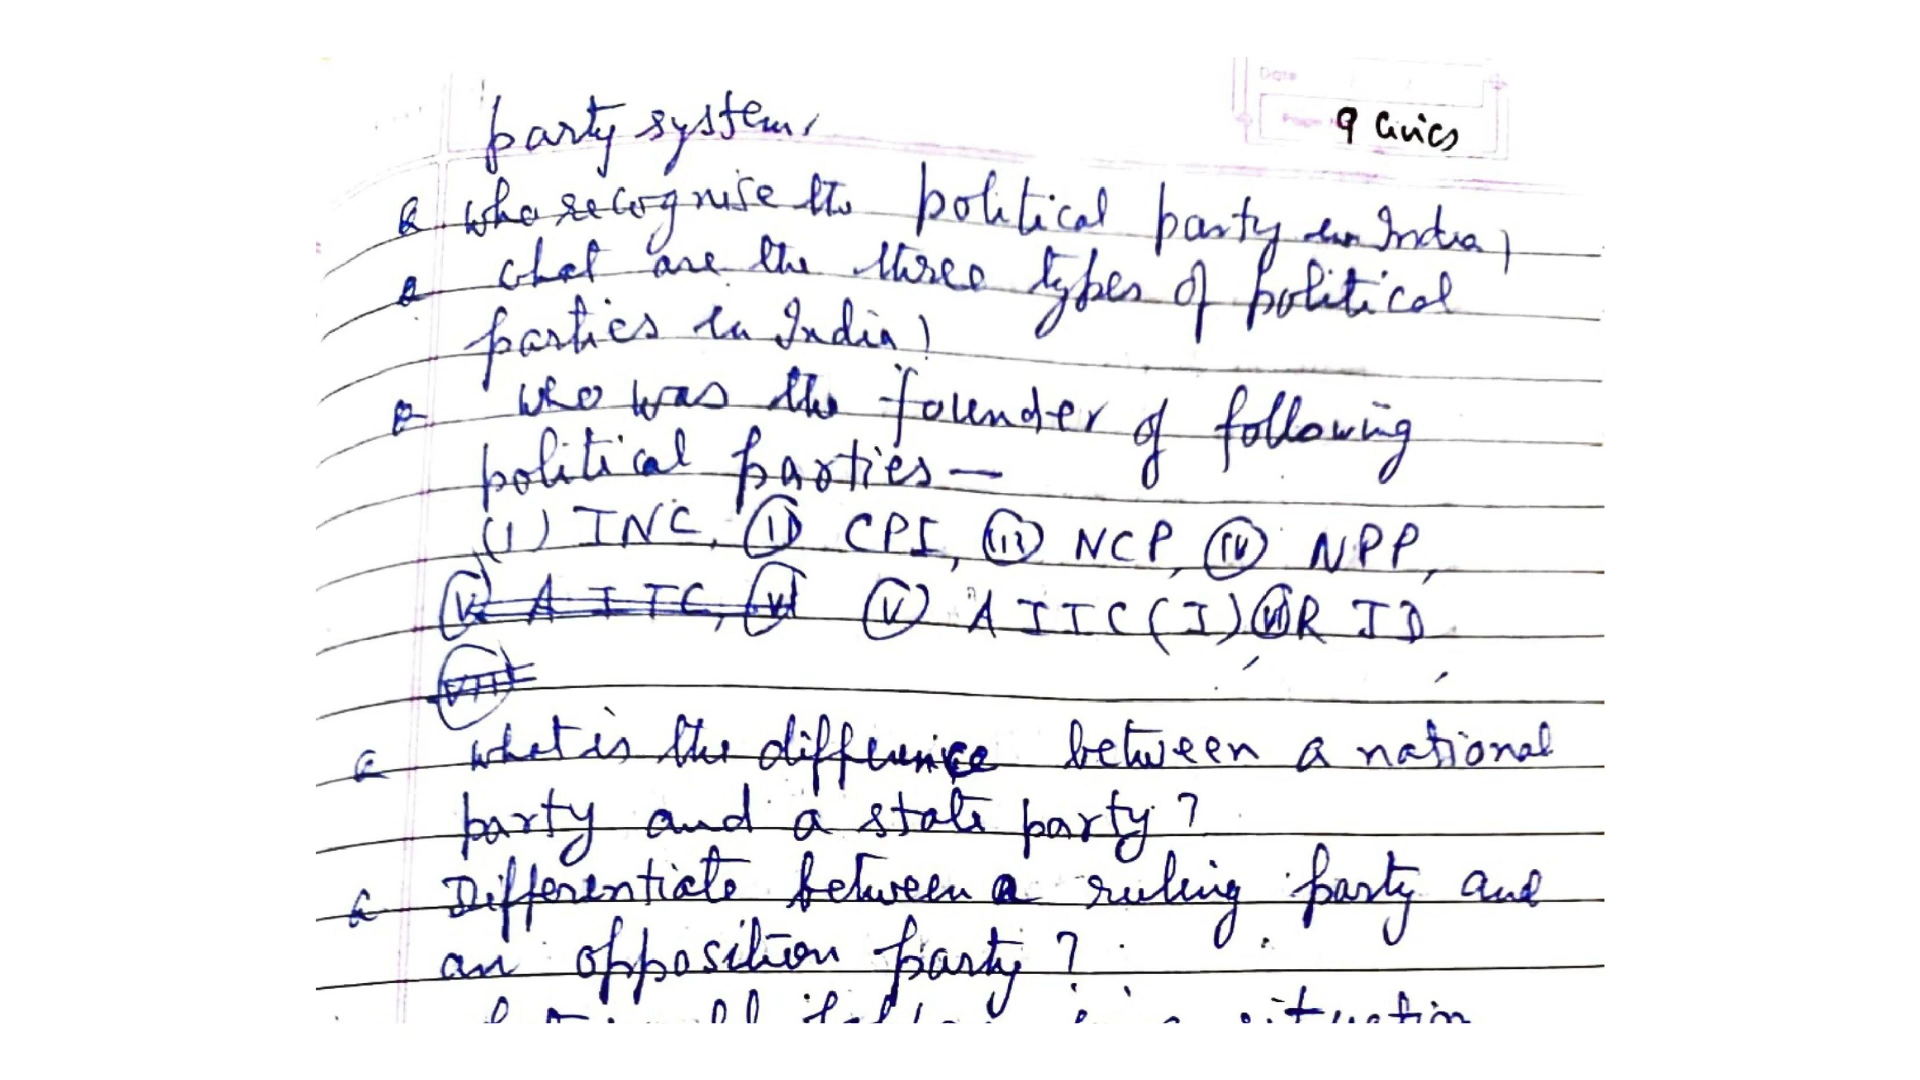 Date
9 Civics
party system,
Q who recognise the political party in India,
Q what are the three types of political
parties in India)
Q who was the founder of following
political parties —
(I) INC, (II) CPI, (III) NCP, (IV) NPP,
(V) AITC, (VI) (V) AITC(I) (VI) RJD,
(VII)
Q what is the difference between a national
party and a state party?
Q Differentiate between a ruling party and
an opposition party?
situation